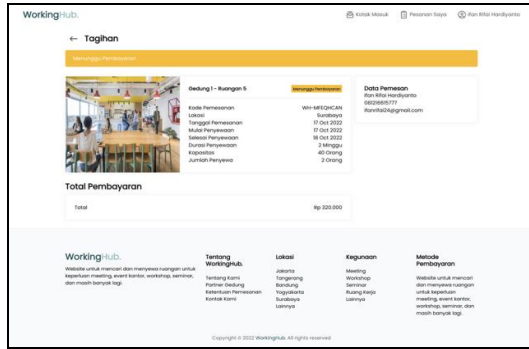 WorkingHub.
Kotak Masuk
Pesanan Saya
Ifan Rifai Hardiyanto
← Tagihan
Menunggu Pembayaran
Gedung 1 - Ruangan 5
Menunggu Pembayaran
Kode Pemesanan WH-MFEQHC4N
Lokasi Surabaya
Tanggal Pemesanan 17 Oct 2022
Mulai Penyewaan 17 Oct 2022
Selesai Penyewaan 18 Oct 2022
Durasi Penyewaan 2 Minggu
Kapasitas 40 Orang
Jumlah Penyewa 2 Orang
Data Pemesan
Ifan Rifai Hardiyanto
ifanrifai24@gmail.com
Total Pembayaran
Total Rp 320.000
WorkingHub.
Website untuk mencari dan menyewa ruangan untuk
keperluan meeting, event kantor, workshop, seminar,
dan masih banyak lagi.
Tentang
WorkingHub.
Tentang Kami
Partner Gedung
Ketentuan Pemesanan
Kontak Kami
Lokasi
Jakarta
Tangerang
Bandung
Yogyakarta
Surabaya
Lainnya
Kegunaan
Meeting
Workshop
Seminar
Ruang Kerja
Lainnya
Metode
Pembayaran
Website untuk mencari
dan menyewa ruangan
untuk keperluan
meeting, event kantor,
workshop, seminar, dan
masih banyak lagi.
Copyright © 2022 WorkingHub. All rights reserved